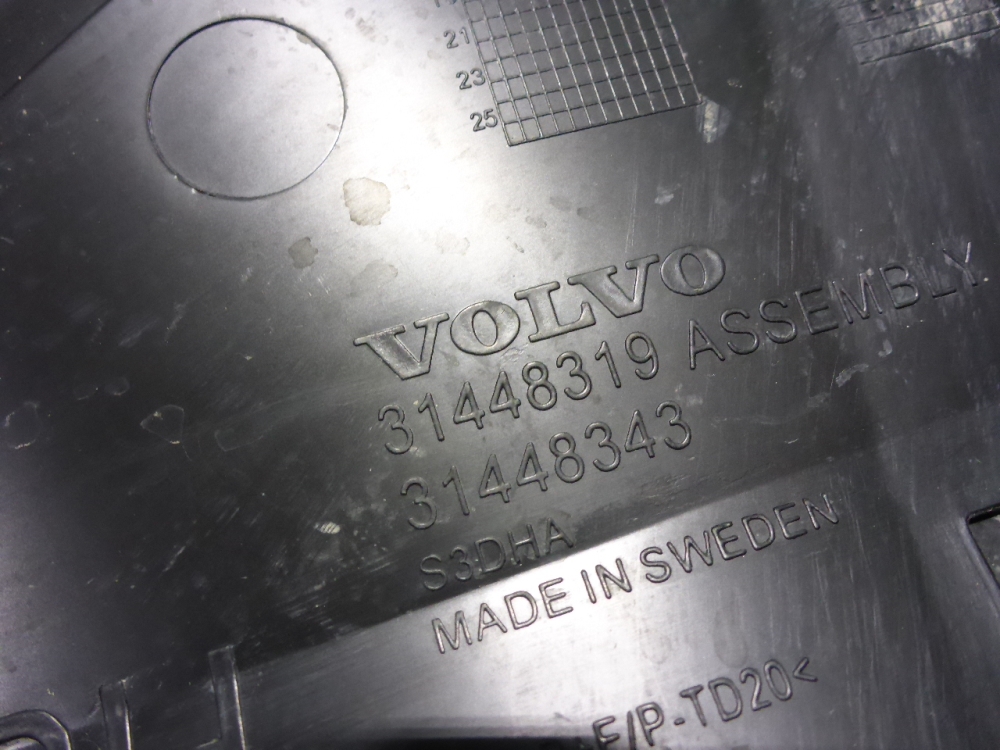 21
23
25
VOLVO
31448319 ASSEMBLY
31448343
S3DHA
MADE IN SWEDEN
E/P-TD20<